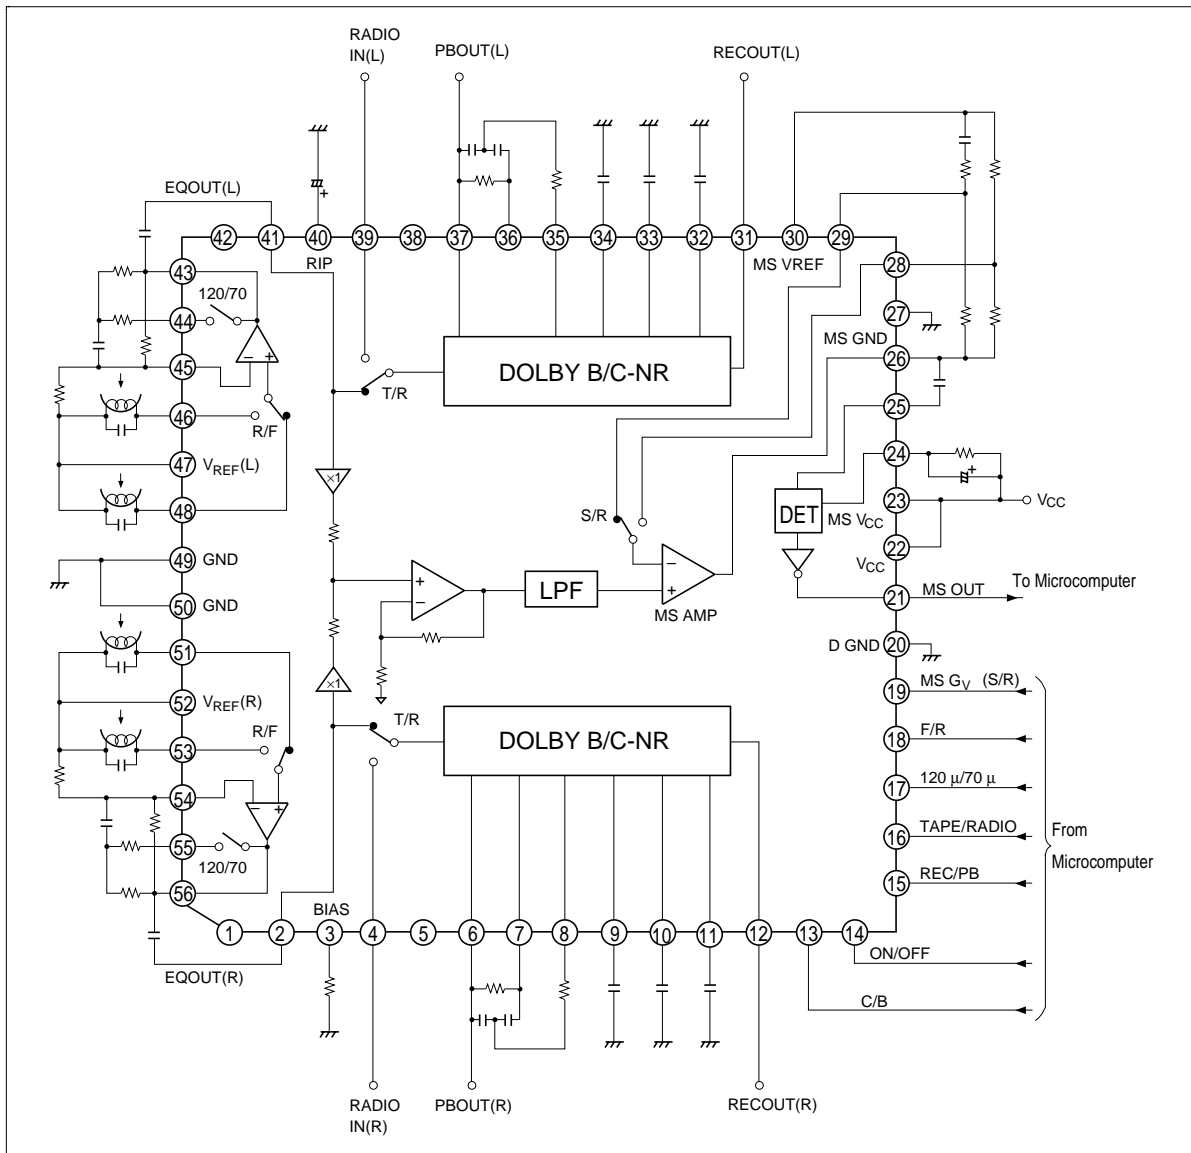 RADIO
IN(L)
PBOUT(L)
RECOUT(L)
EQOUT(L)
42
41
40
39
38
37
36
35
34
33
32
31
30
29
RIP
MS VREF
43
28
120/70
44
27
MS GND
45
26
DOLBY B/C-NR
T/R
46
R/F
25
47
VREF(L)
24
×1
48
DET
MS VCC
23
VCC
S/R
49
GND
22
VCC
LPF
50
GND
MS AMP
21
MS OUT
To Microcomputer
51
D GND
20
×1
52
VREF(R)
19
MS GV (S/R)
T/R
53
R/F
DOLBY B/C-NR
18
F/R
54
17
120 μ/70 μ
55
120/70
16
TAPE/RADIO
From
Microcomputer
56
15
REC/PB
BIAS
1
2
3
4
5
6
7
8
9
10
11
12
13
14
ON/OFF
EQOUT(R)
C/B
RADIO
IN(R)
PBOUT(R)
RECOUT(R)